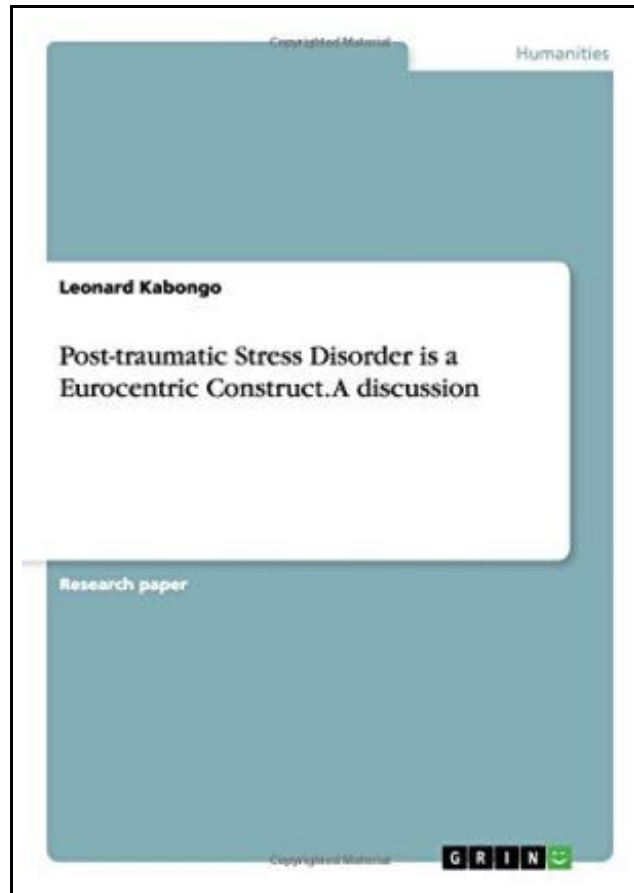 Copyrighted Material
Humanities
Leonard Kabongo
Post-traumatic Stress Disorder is a
Eurocentric Construct. A discussion
Research paper
Copyrighted Material
GRIN